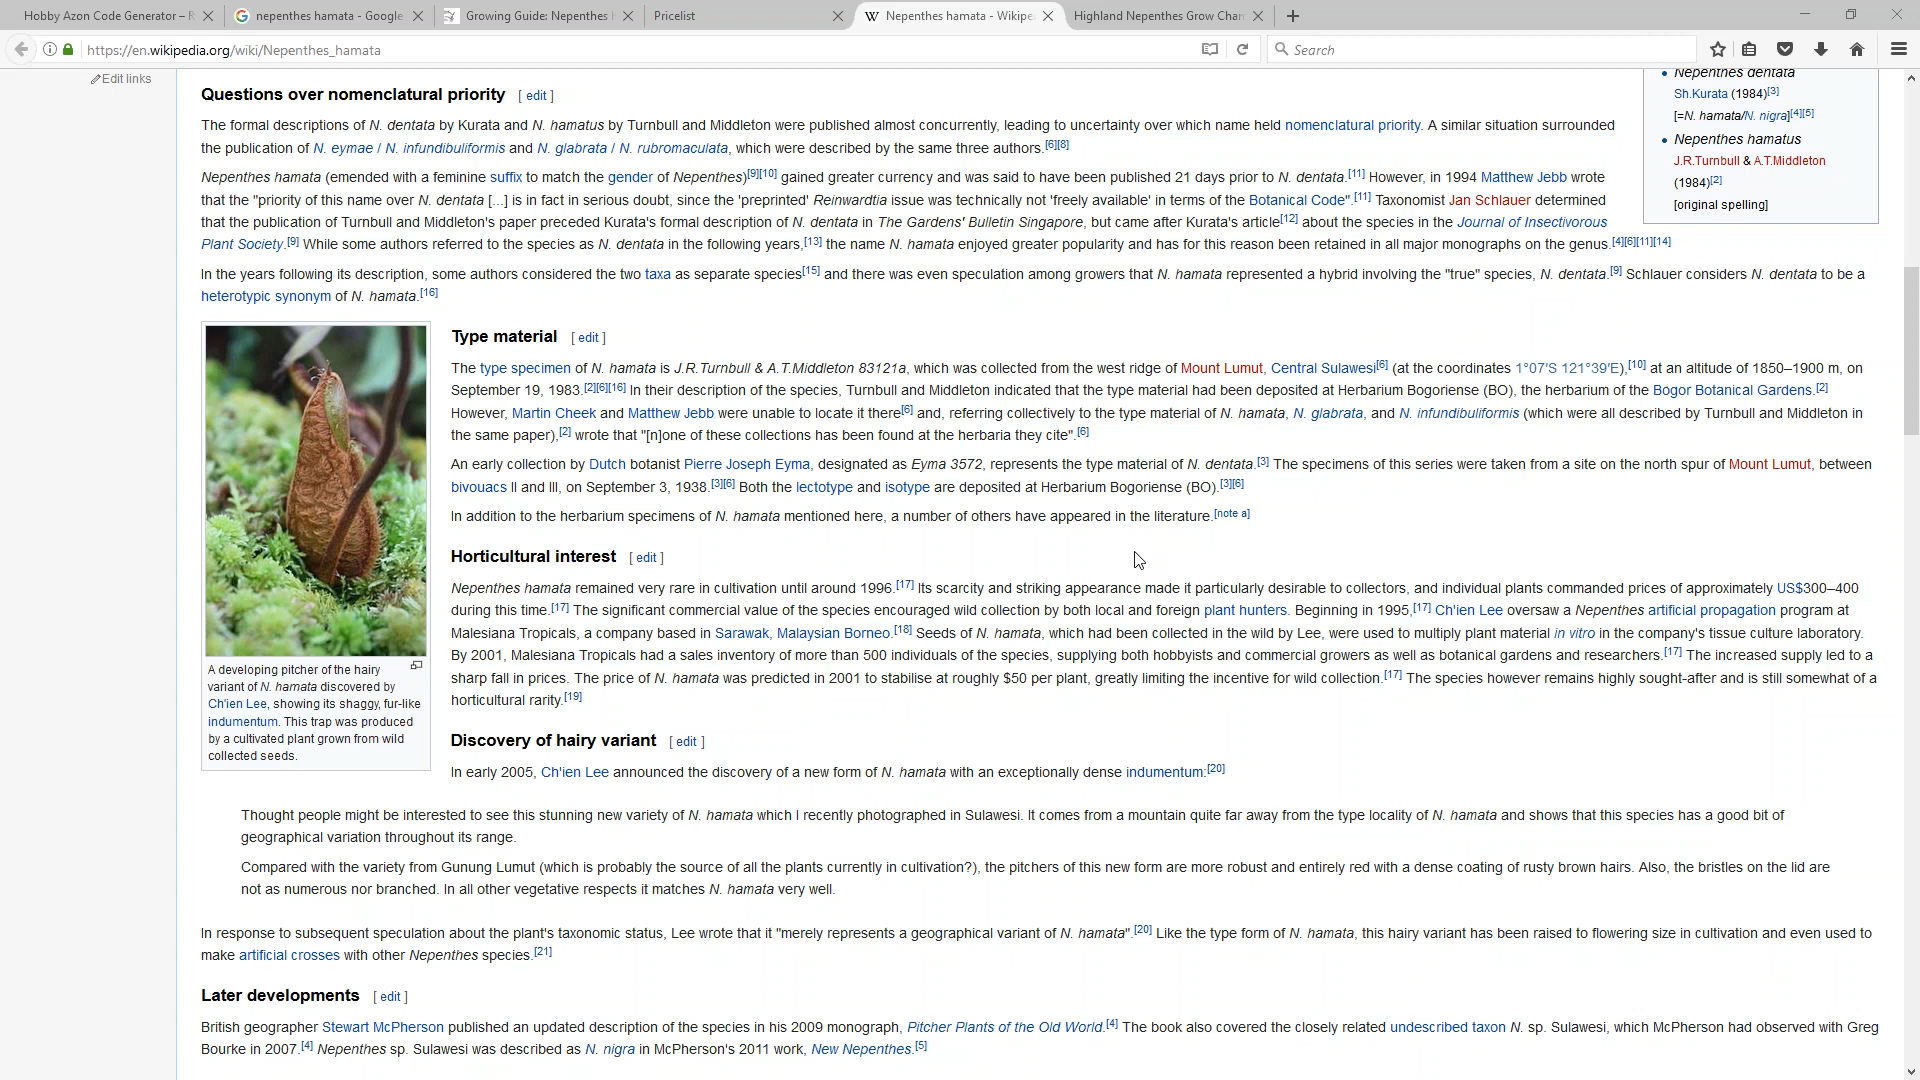 Hobby Azon Code Generator – R
nepenthes hamata - Google
Growing Guide: Nepenthes
Pricelist
Nepenthes hamata - Wikipe
Highland Nepenthes Grow Char
https://en.wikipedia.org/wiki/Nepenthes_hamata
Search
Edit links
Nepenthes dentata
Sh.Kurata (1984)[3]
[=N. hamata/N. nigra][4][5]
Nepenthes hamatus
J.R.Turnbull & A.T.Middleton
(1984)[2]
[original spelling]
Questions over nomenclatural priority [ edit ]
The formal descriptions of N. dentata by Kurata and N. hamatus by Turnbull and Middleton were published almost concurrently, leading to uncertainty over which name held nomenclatural priority. A similar situation surrounded
the publication of N. eymae / N. infundibuliformis and N. glabrata / N. rubromaculata, which were described by the same three authors.[6][8]
Nepenthes hamata (emended with a feminine suffix to match the gender of Nepenthes)[9][10] gained greater currency and was said to have been published 21 days prior to N. dentata.[11] However, in 1994 Matthew Jebb wrote
that the "priority of this name over N. dentata [...] is in fact in serious doubt, since the 'preprinted' Reinwardtia issue was technically not 'freely available' in terms of the Botanical Code".[11] Taxonomist Jan Schlauer determined
that the publication of Turnbull and Middleton's paper preceded Kurata's formal description of N. dentata in The Gardens' Bulletin Singapore, but came after Kurata's article[12] about the species in the Journal of Insectivorous
Plant Society.[9] While some authors referred to the species as N. dentata in the following years,[13] the name N. hamata enjoyed greater popularity and has for this reason been retained in all major monographs on the genus.[4][6][11][14]
In the years following its description, some authors considered the two taxa as separate species[15] and there was even speculation among growers that N. hamata represented a hybrid involving the "true" species, N. dentata.[9] Schlauer considers N. dentata to be a
heterotypic synonym of N. hamata.[16]
A developing pitcher of the hairy
variant of N. hamata discovered by
Ch'ien Lee, showing its shaggy, fur-like
indumentum. This trap was produced
by a cultivated plant grown from wild
collected seeds.
Type material [ edit ]
The type specimen of N. hamata is J.R.Turnbull & A.T.Middleton 83121a, which was collected from the west ridge of Mount Lumut, Central Sulawesi[6] (at the coordinates 1°07′S 121°39′E),[10] at an altitude of 1850–1900 m, on
September 19, 1983.[2][6][16] In their description of the species, Turnbull and Middleton indicated that the type material had been deposited at Herbarium Bogoriense (BO), the herbarium of the Bogor Botanical Gardens.[2]
However, Martin Cheek and Matthew Jebb were unable to locate it there[6] and, referring collectively to the type material of N. hamata, N. glabrata, and N. infundibuliformis (which were all described by Turnbull and Middleton in
the same paper),[2] wrote that "[n]one of these collections has been found at the herbaria they cite".[6]
An early collection by Dutch botanist Pierre Joseph Eyma, designated as Eyma 3572, represents the type material of N. dentata.[3] The specimens of this series were taken from a site on the north spur of Mount Lumut, between
bivouacs II and III, on September 3, 1938.[3][6] Both the lectotype and isotype are deposited at Herbarium Bogoriense (BO).[3][6]
In addition to the herbarium specimens of N. hamata mentioned here, a number of others have appeared in the literature.[note a]
Horticultural interest [ edit ]
Nepenthes hamata remained very rare in cultivation until around 1996.[17] Its scarcity and striking appearance made it particularly desirable to collectors, and individual plants commanded prices of approximately US$300–400
during this time.[17] The significant commercial value of the species encouraged wild collection by both local and foreign plant hunters. Beginning in 1995,[17] Ch'ien Lee oversaw a Nepenthes artificial propagation program at
Malesiana Tropicals, a company based in Sarawak, Malaysian Borneo.[18] Seeds of N. hamata, which had been collected in the wild by Lee, were used to multiply plant material in vitro in the company's tissue culture laboratory.
By 2001, Malesiana Tropicals had a sales inventory of more than 500 individuals of the species, supplying both hobbyists and commercial growers as well as botanical gardens and researchers.[17] The increased supply led to a
sharp fall in prices. The price of N. hamata was predicted in 2001 to stabilise at roughly $50 per plant, greatly limiting the incentive for wild collection.[17] The species however remains highly sought-after and is still somewhat of a
horticultural rarity.[19]
Discovery of hairy variant [ edit ]
In early 2005, Ch'ien Lee announced the discovery of a new form of N. hamata with an exceptionally dense indumentum:[20]
Thought people might be interested to see this stunning new variety of N. hamata which I recently photographed in Sulawesi. It comes from a mountain quite far away from the type locality of N. hamata and shows that this species has a good bit of
geographical variation throughout its range.
Compared with the variety from Gunung Lumut (which is probably the source of all the plants currently in cultivation?), the pitchers of this new form are more robust and entirely red with a dense coating of rusty brown hairs. Also, the bristles on the lid are
not as numerous nor branched. In all other vegetative respects it matches N. hamata very well.
In response to subsequent speculation about the plant's taxonomic status, Lee wrote that it "merely represents a geographical variant of N. hamata".[20] Like the type form of N. hamata, this hairy variant has been raised to flowering size in cultivation and even used to
make artificial crosses with other Nepenthes species.[21]
Later developments [ edit ]
British geographer Stewart McPherson published an updated description of the species in his 2009 monograph, Pitcher Plants of the Old World.[4] The book also covered the closely related undescribed taxon N. sp. Sulawesi, which McPherson had observed with Greg
Bourke in 2007.[4] Nepenthes sp. Sulawesi was described as N. nigra in McPherson's 2011 work, New Nepenthes.[5]